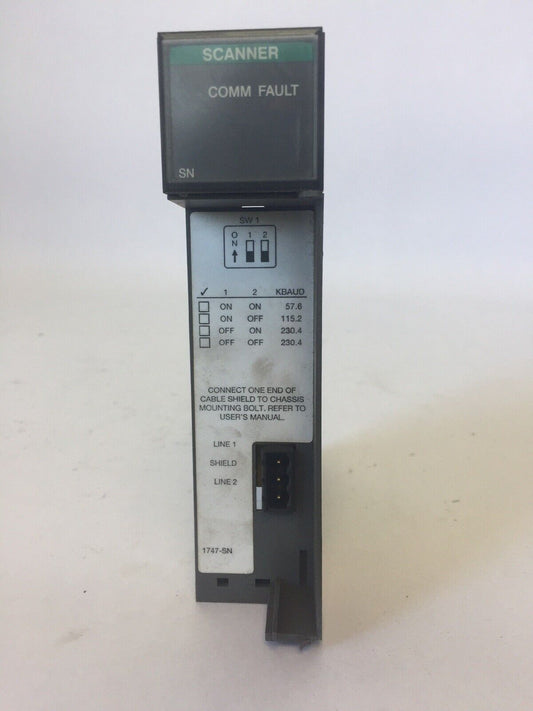 SCANNER
COMM FAULT
SN
SW 1
O 1 2
N
✓ 1 2 KBAUD
ON ON 57.6
ON OFF 115.2
OFF ON 230.4
OFF OFF 230.4
CONNECT ONE END OF
CABLE SHIELD TO CHASSIS
MOUNTING BOLT. REFER TO
USER'S MANUAL.
LINE 1
SHIELD
LINE 2
1747-SN